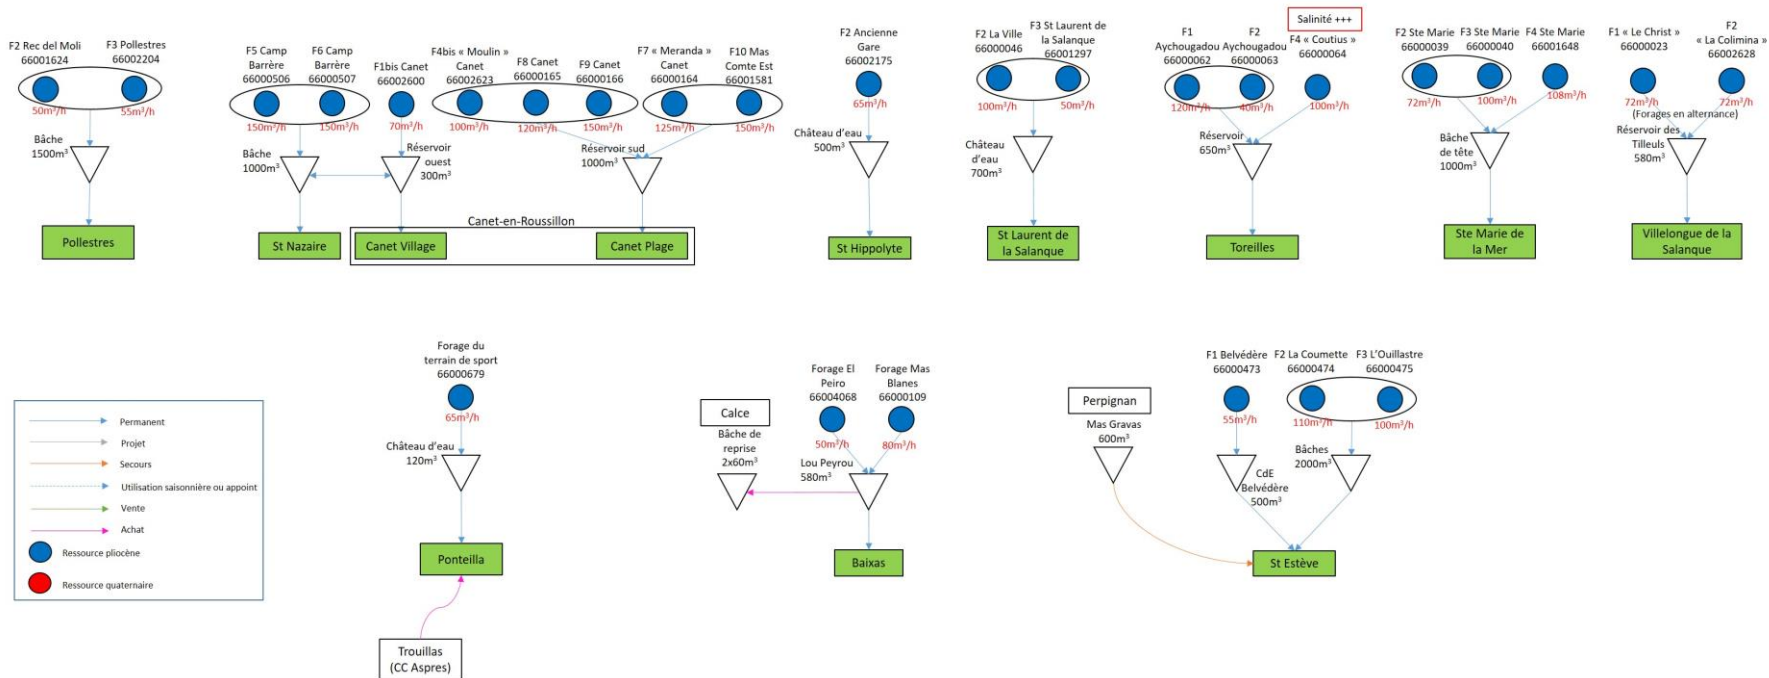 F2 Rec del Moli
66001624
50m³/h
F3 Pollestres
66002204
55m³/h
Bâche
1500m³
Pollestres
F5 Camp
Barrère
66000506
150m³/h
F6 Camp
Barrère
66000507
150m³/h
F1bis Canet
66002600
70m³/h
F4bis « Moulin »
Canet
66002623
100m³/h
F8 Canet
66000165
120m³/h
F9 Canet
66000166
150m³/h
F7 « Meranda »
Canet
66000164
125m³/h
F10 Mas
Comte Est
66001581
150m³/h
Bâche
1000m³
Réservoir
ouest
300m³
Réservoir sud
1000m³
Canet-en-Roussillon
St Nazaire
Canet Village
Canet Plage
F2 Ancienne
Gare
66002175
65m³/h
Château d'eau
500m³
St Hippolyte
F2 La Ville
66000046
100m³/h
F3 St Laurent de
la Salanque
66001297
50m³/h
Château
d'eau
700m³
St Laurent de
la Salanque
Salinité +++
F1
Aychougadou
66000062
120m³/h
F2
Aychougadou
66000063
40m³/h
F4 « Coutius »
66000064
100m³/h
Réservoir
650m³
Toreilles
F2 Ste Marie
66000039
72m³/h
F3 Ste Marie
66000040
100m³/h
F4 Ste Marie
66001648
108m³/h
Bâche
de tête
1000m³
Ste Marie de
la Mer
F1 « Le Christ »
66000023
72m³/h
F2
« La Colimina »
66002628
72m³/h
(Forages en alternance)
Réservoir des
Tilleuls
580m³
Villelongue de la
Salanque
Permanent
Projet
Secours
Utilisation saisonnière ou appoint
Vente
Achat
Ressource pliocène
Ressource quaternaire
Forage du
terrain de sport
66000679
65m³/h
Château d'eau
120m³
Ponteilla
Trouillas
(CC Aspres)
Calce
Bâche de
reprise
2x60m³
Forage El
Peiro
66004068
50m³/h
Forage Mas
Blanes
66000109
80m³/h
Lou Peyrou
580m³
Baixas
Perpignan
Mas Gravas
600m³
F1 Belvédère
66000473
55m³/h
F2 La Coumette
66000474
110m³/h
F3 L'Ouillastre
66000475
100m³/h
CdE
Belvédère
500m³
Bâches
2000m³
St Estève